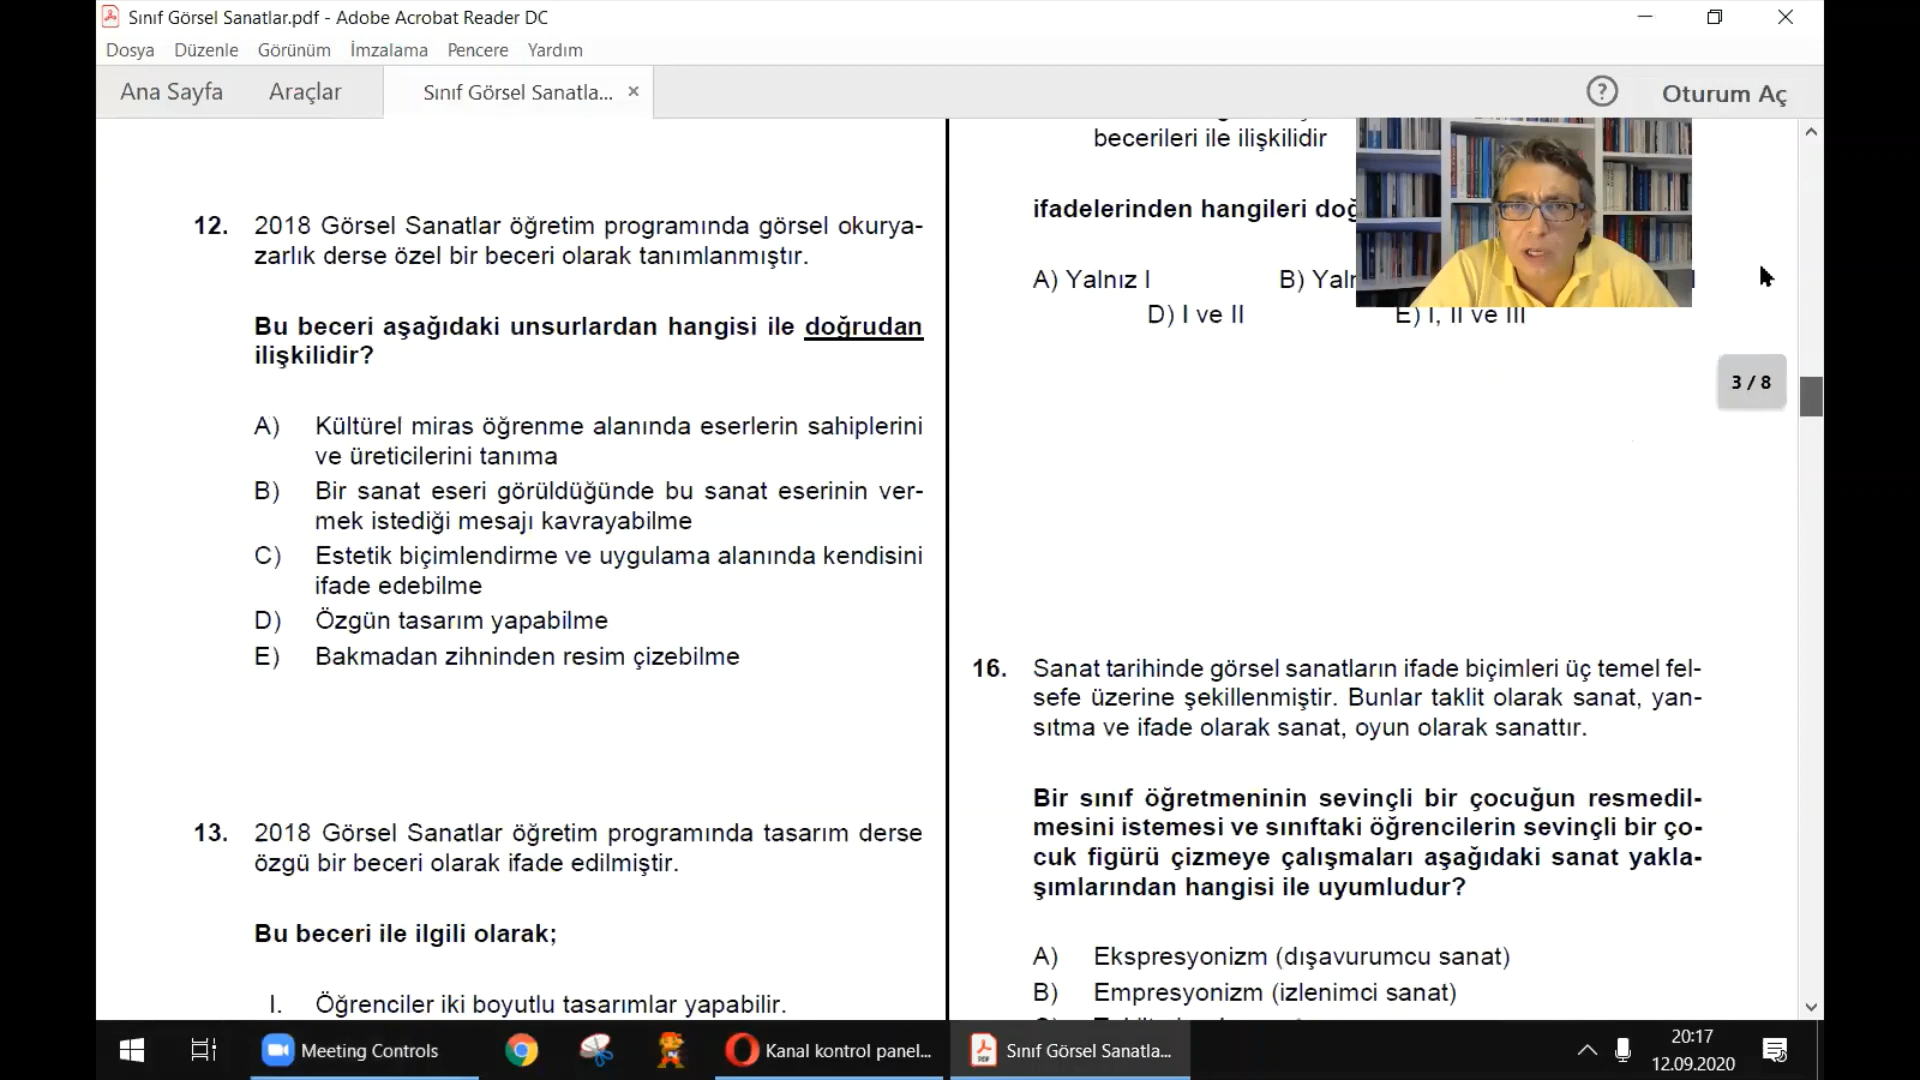 Sınıf Görsel Sanatlar.pdf - Adobe Acrobat Reader DC
Dosya Düzenle Görünüm İmzalama Pencere Yardım
Ana Sayfa Araçlar Sınıf Görsel Sanatla... × ? Oturum Aç
12. 2018 Görsel Sanatlar öğretim programında görsel okurya-
zarlık derse özel bir beceri olarak tanımlanmıştır.
Bu beceri aşağıdaki unsurlardan hangisi ile doğrudan
ilişkilidir?
A) Kültürel miras öğrenme alanında eserlerin sahiplerini
ve üreticilerini tanıma
B) Bir sanat eseri görüldüğünde bu sanat eserinin ver-
mek istediği mesajı kavrayabilme
C) Estetik biçimlendirme ve uygulama alanında kendisini
ifade edebilme
D) Özgün tasarım yapabilme
E) Bakmadan zihninden resim çizebilme
13. 2018 Görsel Sanatlar öğretim programında tasarım derse
özgü bir beceri olarak ifade edilmiştir.
Bu beceri ile ilgili olarak;
I. Öğrenciler iki boyutlu tasarımlar yapabilir.
becerileri ile ilişkilidir
ifadelerinden hangileri
A) Yalnız I B)
D) I ve II E) I, II ve III
3 / 8
16. Sanat tarihinde görsel sanatların ifade biçimleri üç temel fel-
sefe üzerine şekillenmiştir. Bunlar taklit olarak sanat, yan-
sıtma ve ifade olarak sanat, oyun olarak sanattır.
Bir sınıf öğretmeninin sevinçli bir çocuğun resmedil-
mesini istemesi ve sınıftaki öğrencilerin sevinçli bir ço-
cuk figürü çizmeye çalışmaları aşağıdaki sanat yakla-
şımlarından hangisi ile uyumludur?
A) Ekspresyonizm (dışavurumcu sanat)
B) Empresyonizm (izlenimci sanat)
Meeting Controls Kanal kontrol panel... Sınıf Görsel Sanatla... 20:17
12.09.2020